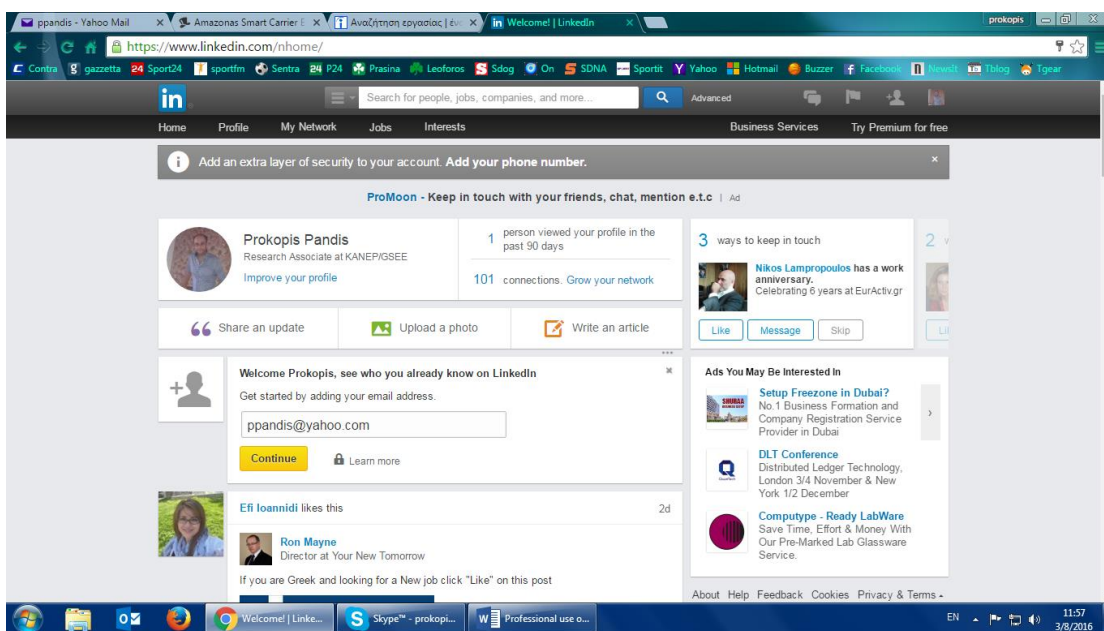 ppandis - Yahoo Mail
Amazonas Smart Carrier E
Αναζήτηση εργασίας | ένα
Welcome! | LinkedIn
prokopis
https://www.linkedin.com/nhome/
Contra gazzetta Sport24 sportfm Sentra P24 Prasina Leoforos Sdog On SDNA Sportit Yahoo Hotmail Buzzer Facebook NewsIt Tblog Tgear
in
Search for people, jobs, companies, and more...
Advanced
Home Profile My Network Jobs Interests
Business Services Try Premium for free
Add an extra layer of security to your account. Add your phone number.
ProMoon - Keep in touch with your friends, chat, mention e.t.c | Ad
Prokopis Pandis
Research Associate at KANEP/GSEE
Improve your profile
1 person viewed your profile in the
past 90 days
101 connections. Grow your network
3 ways to keep in touch
2
Nikos Lampropoulos has a work
anniversary.
Celebrating 6 years at EurActiv.gr
Like Message Skip
Share an update
Upload a photo
Write an article
Welcome Prokopis, see who you already know on LinkedIn
Get started by adding your email address.
ppandis@yahoo.com
Continue
Learn more
Efi Ioannidi likes this
2d
Ron Mayne
Director at Your New Tomorrow
If you are Greek and looking for a New job click "Like" on this post
Ads You May Be Interested In
Setup Freezone in Dubai?
No.1 Business Formation and
Company Registration Service
Provider in Dubai
DLT Conference
Distributed Ledger Technology,
London 3/4 November & New
York 1/2 December
Computype - Ready LabWare
Save Time, Effort & Money With
Our Pre-Marked Lab Glassware
Service.
About Help Feedback Cookies Privacy & Terms
Welcome! | Linke...
Skype™ - prokopi...
Professional use o...
EN
11:57
3/8/2016